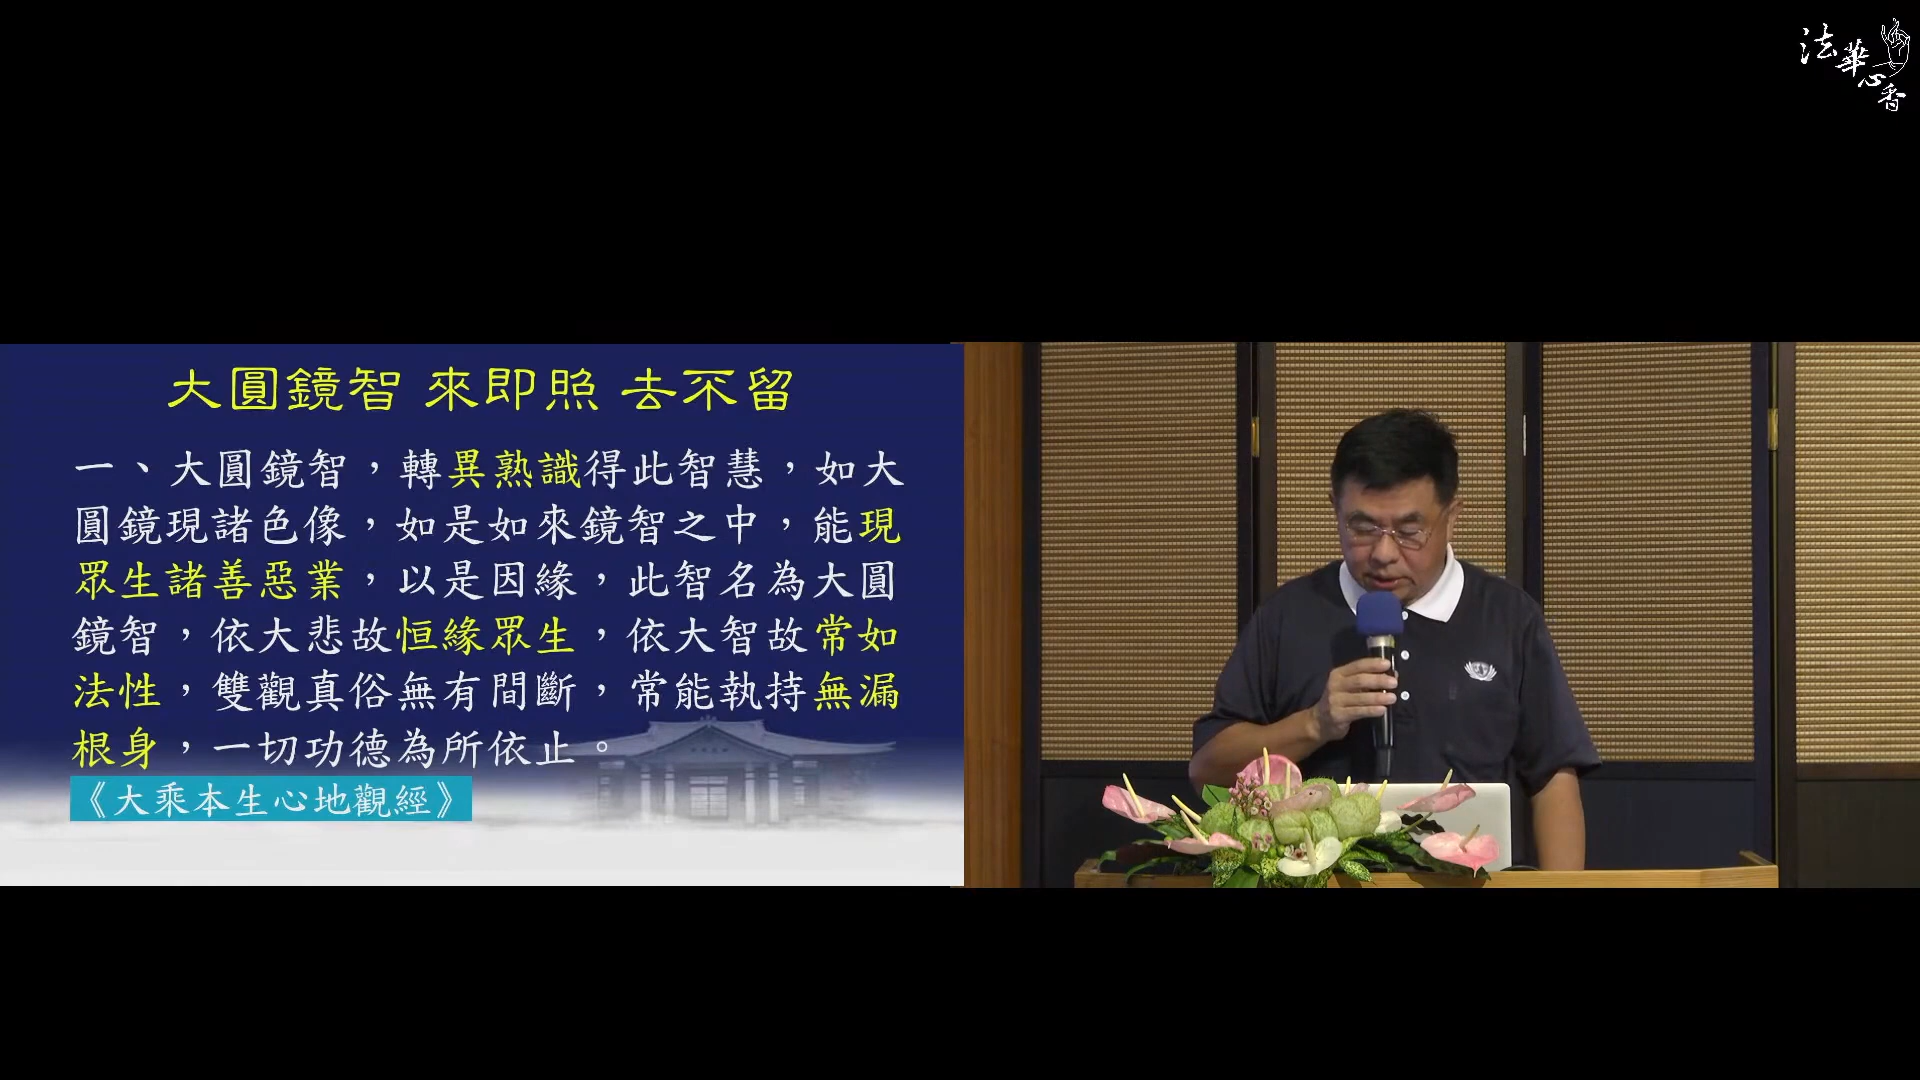 法華心香
大圓鏡智 來即照 去不留
一、大圓鏡智，轉異熟識得此智慧，如大
圓鏡現諸色像，如是如來鏡智之中，能現
眾生諸善惡業，以是因緣，此智名為大圓
鏡智，依大悲故恒緣眾生，依大智故常如
法性，雙觀真俗無有間斷，常能執持無漏
根身，一切功德為所依止。
《大乘本生心地觀經》